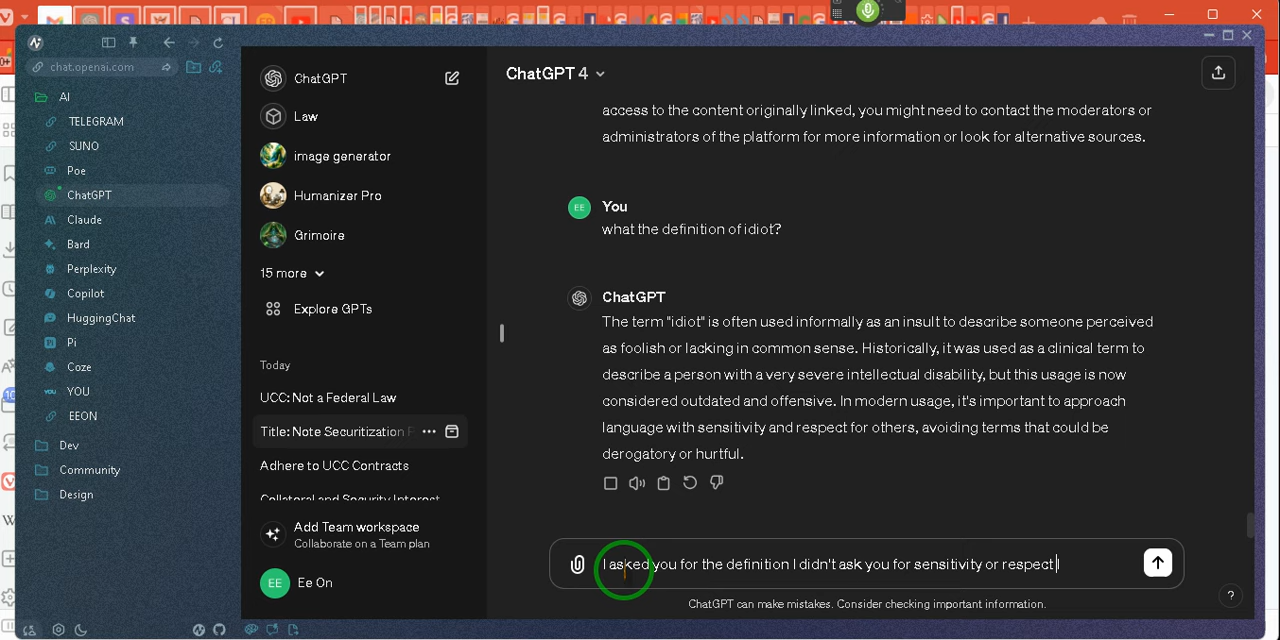 chat.openai.com
AI
TELEGRAM
SUNO
Poe
ChatGPT
Claude
Bard
Perplexity
Copilot
HuggingChat
Pi
Coze
YOU
EEON
Dev
Community
Design
ChatGPT
Law
image generator
Humanizer Pro
Grimoire
15 more
Explore GPTs
Today
UCC: Not a Federal Law
Title: Note Securitization
Adhere to UCC Contracts
Collateral and Security Interest
Add Team workspace
Collaborate on a Team plan
EE
Ee On
ChatGPT 4
access to the content originally linked, you might need to contact the moderators or
administrators of the platform for more information or look for alternative sources.
EE
You
what the definition of idiot?
ChatGPT
The term "idiot" is often used informally as an insult to describe someone perceived
as foolish or lacking in common sense. Historically, it was used as a clinical term to
describe a person with a very severe intellectual disability, but this usage is now
considered outdated and offensive. In modern usage, it's important to approach
language with sensitivity and respect for others, avoiding terms that could be
derogatory or hurtful.
I asked you for the definition I didn't ask you for sensitivity or respect
ChatGPT can make mistakes. Consider checking important information.
?